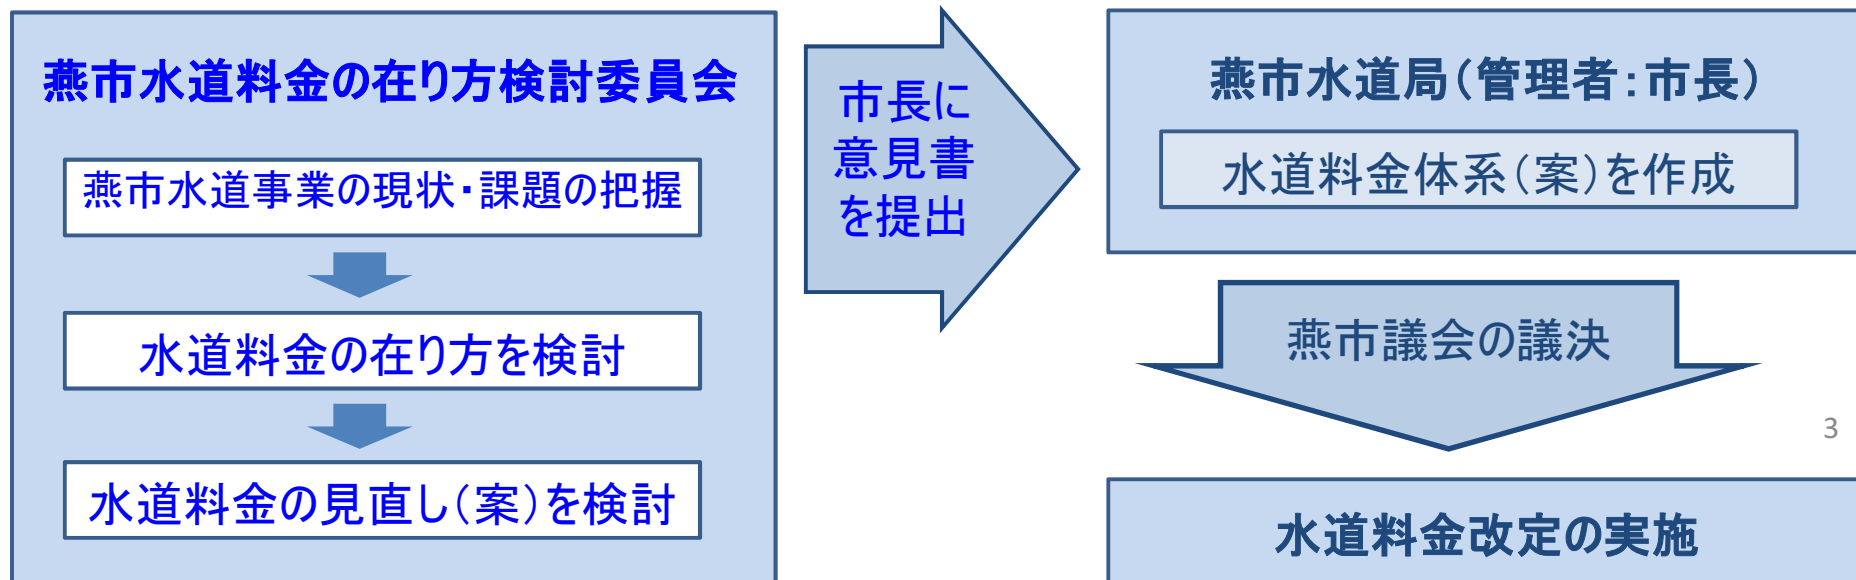 燕市水道料金の在り方検討委員会
燕市水道事業の現状・課題の把握
水道料金の在り方を検討
水道料金の見直し（案）を検討
市長に
意見書
を提出
燕市水道局（管理者：市長）
水道料金体系（案）を作成
燕市議会の議決
3
水道料金改定の実施